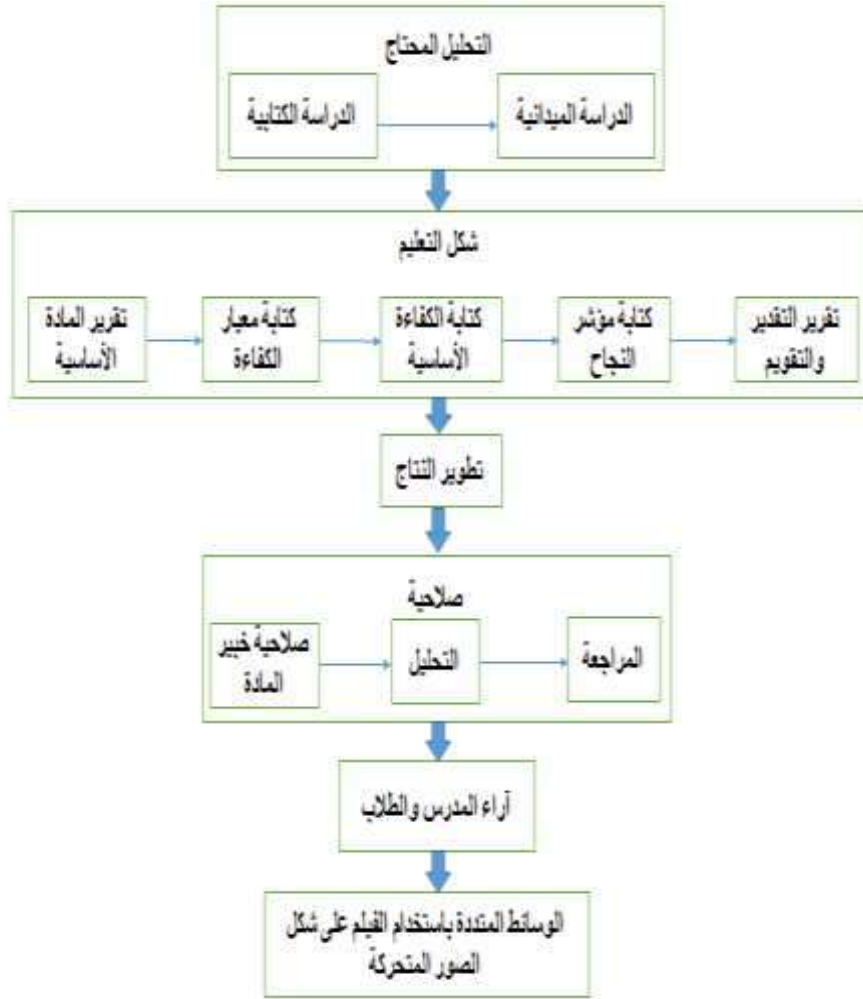 التحليل المحتاج
الدراسة الكتابية
الدراسة الميدانية
شكل التعليم
تقرير المادة
الأساسية
كتابة معيار
الكفاءة
كتابة الكفاءة
الأساسية
كتابة مؤشر
النجاح
تقرير التقدير
والتقويم
تطوير النتاج
صلاحية
صلاحية خبير
المادة
التحليل
المراجعة
آراء المدرس والطلاب
الوسائط المتددة باستخدام الفيلم على شكل
الصور المتحركة